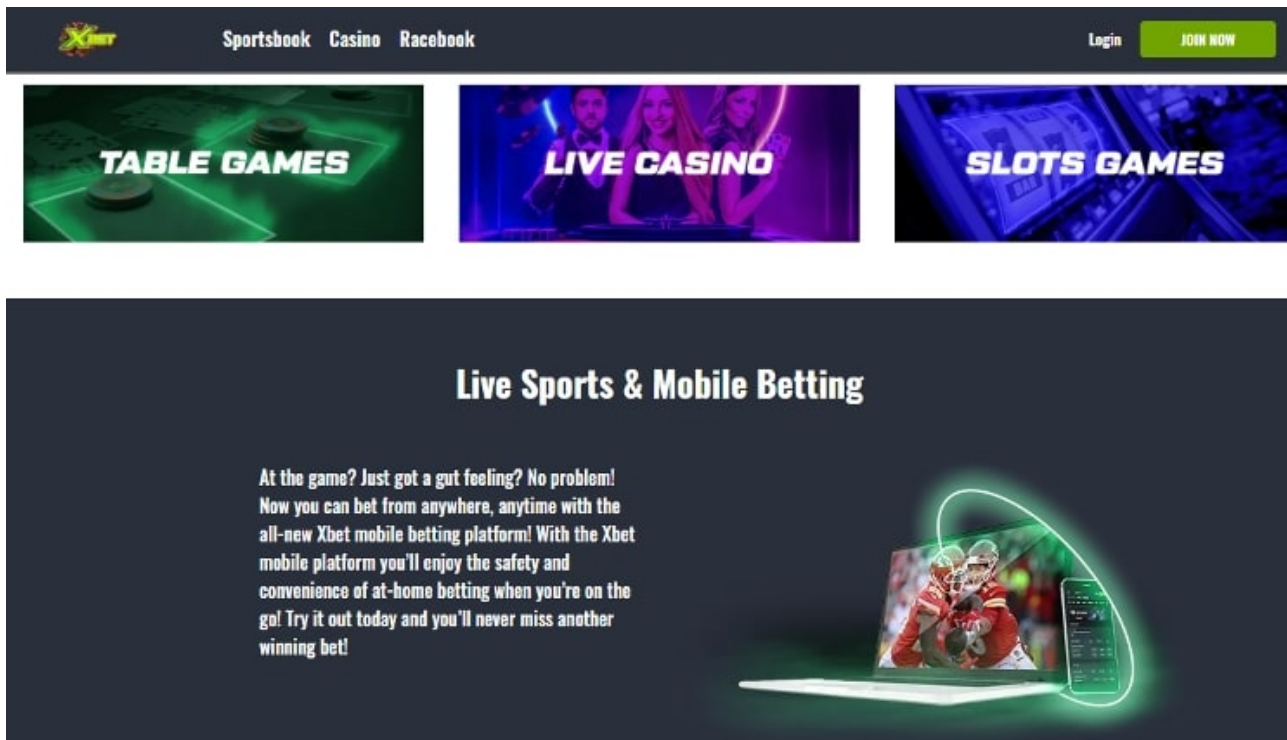 XBET
Sportsbook Casino Racebook
Login
JOIN NOW
TABLE GAMES
LIVE CASINO
SLOTS GAMES
Live Sports & Mobile Betting
At the game? Just got a gut feeling? No problem!
Now you can bet from anywhere, anytime with the
all-new Xbet mobile betting platform! With the Xbet
mobile platform you'll enjoy the safety and
convenience of at-home betting when you're on the
go! Try it out today and you'll never miss another
winning bet!